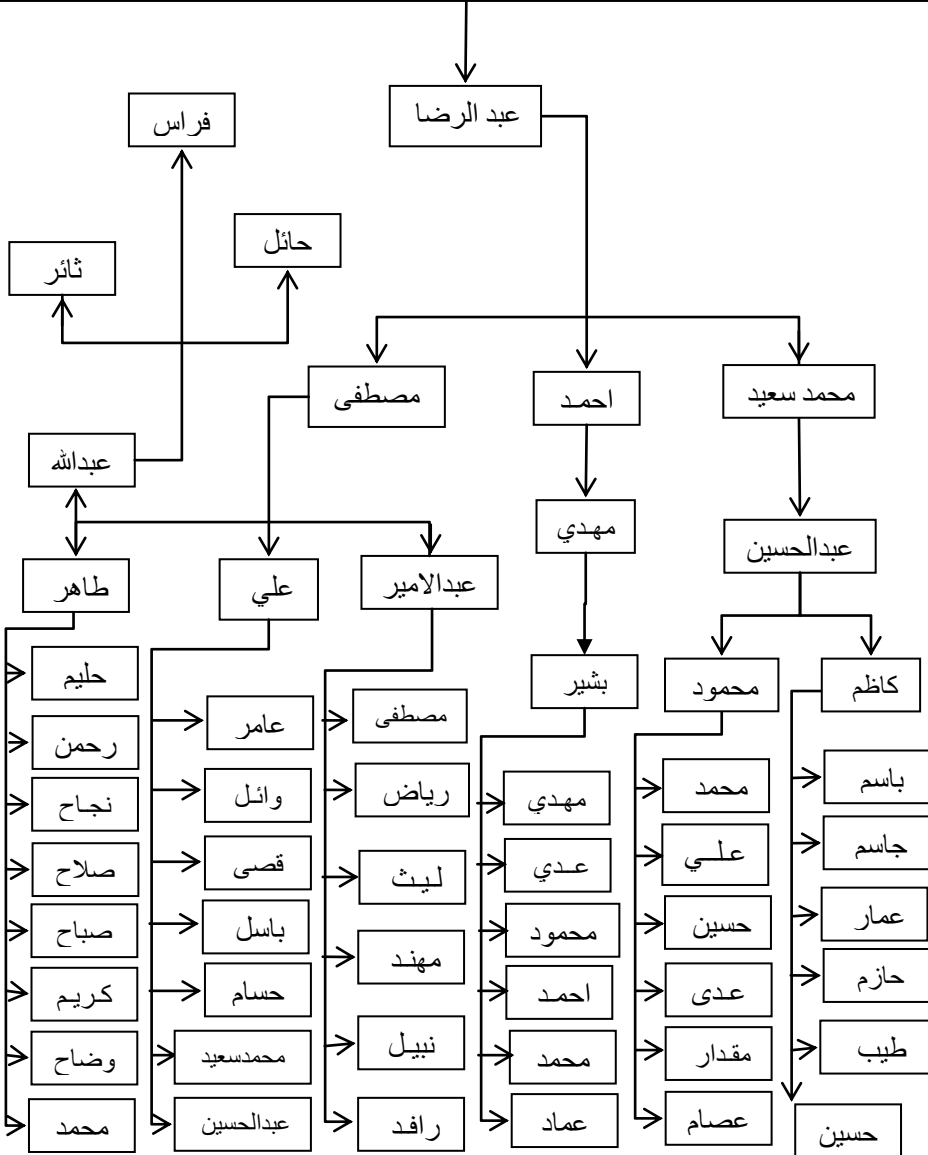 عبد الرضا
فراس
حائل
ثائر
محمد سعيد
احمد
مصطفى
عبدالله
مهدي
عبدالحسين
عبدالامير
علي
طاهر
كاظم
محمود
بشير
باسم
جاسم
عمار
حازم
طيب
حسين
محمد
علي
حسين
عدى
مقدار
عصام
مهدي
عدي
محمود
احمد
محمد
عماد
مصطفى
رياض
ليث
مهند
نبيل
رافد
عامر
وائل
قصى
باسل
حسام
محمدسعيد
عبدالحسين
حليم
رحمن
نجاح
صلاح
صباح
كريم
وضاح
محمد